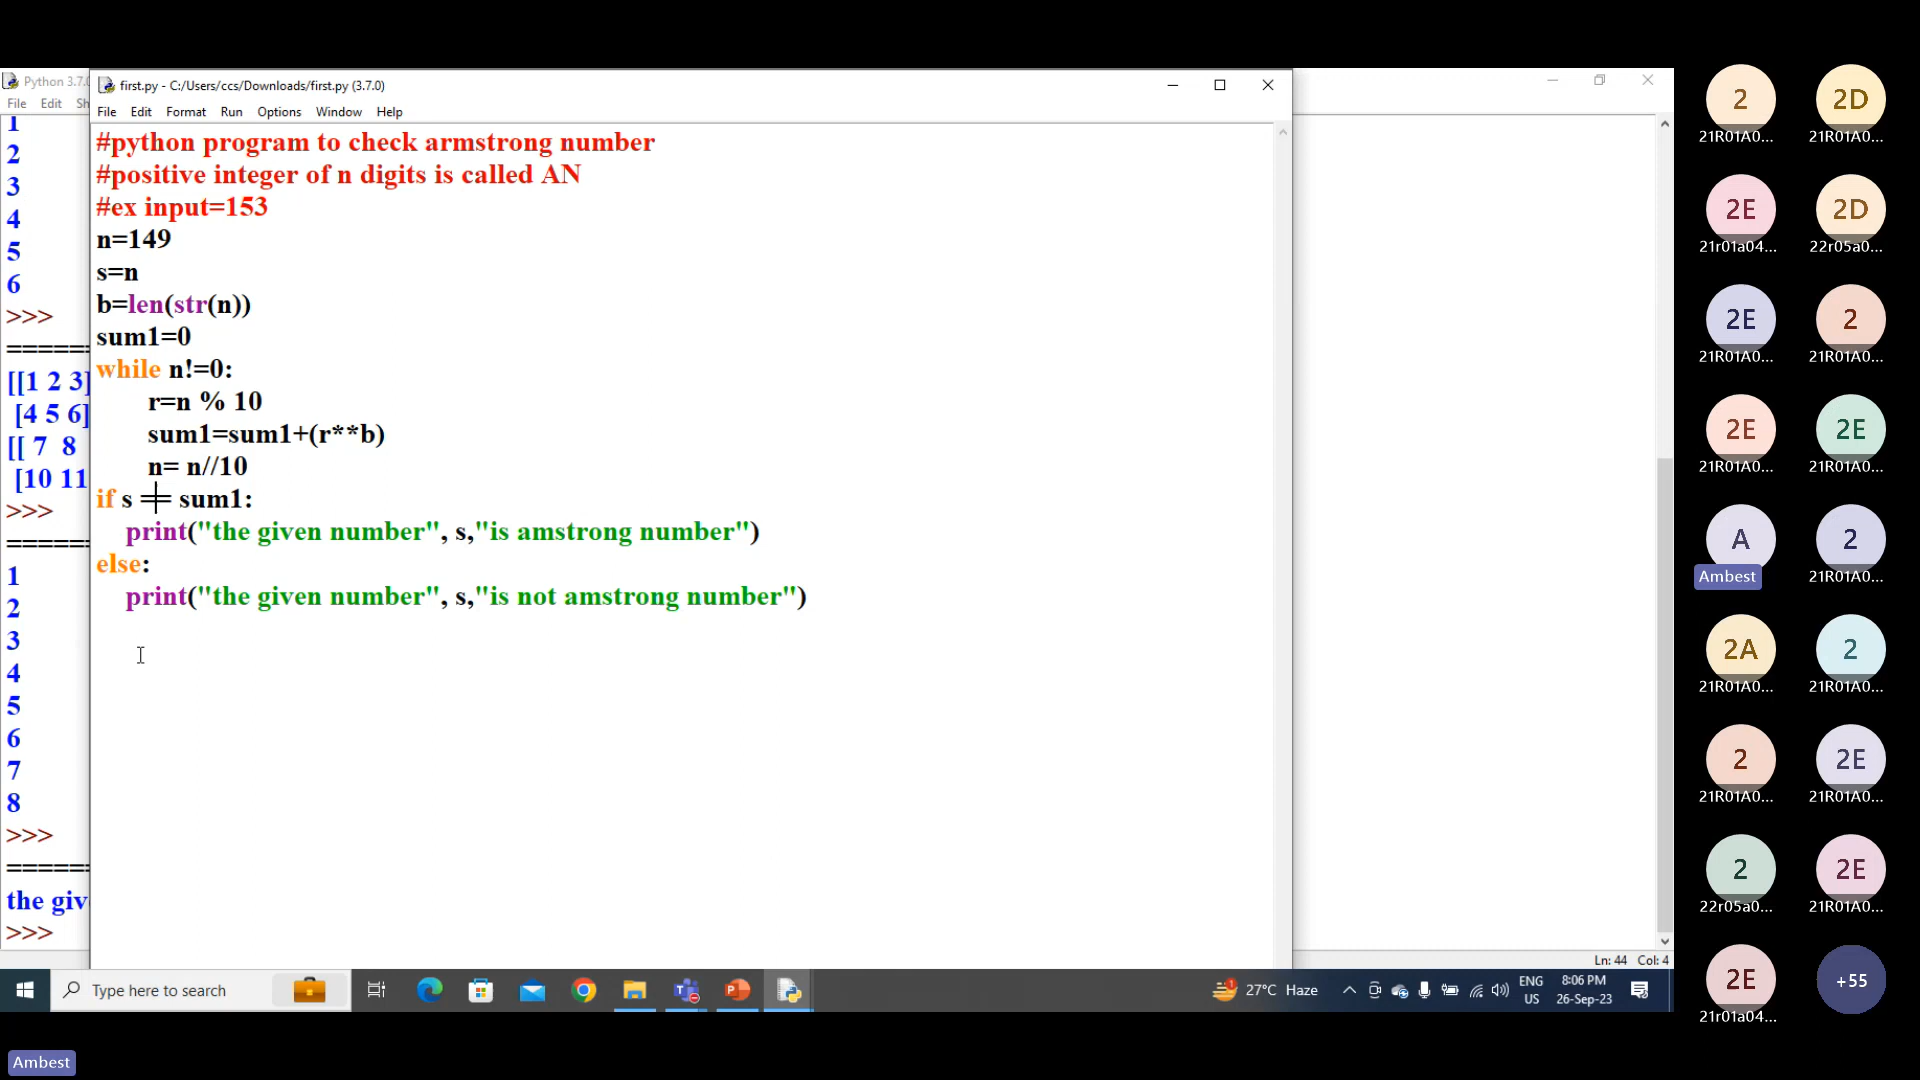 Python 3.7.0
File Edit Sh
1
2
3
4
5
6
>>>
======
[[1 2 3]
[4 5 6]
[[ 7 8
[10 11
>>>
======
1
2
3
4
5
6
7
8
>>>
======
the giv
>>>
first.py - C:/Users/ccs/Downloads/first.py (3.7.0)
File Edit Format Run Options Window Help
#python program to check armstrong number
#positive integer of n digits is called AN
#ex input=153
n=149
s=n
b=len(str(n))
sum1=0
while n!=0:
r=n % 10
sum1=sum1+(r**b)
n= n//10
if s == sum1:
print("the given number", s,"is amstrong number")
else:
print("the given number", s,"is not amstrong number")
Ln: 44 Col: 4
Type here to search
27°C Haze
ENG
US
8:06 PM
26-Sep-23
2 2D
21R01A0... 21R01A0...
2E 2D
21r01a04... 22r05a0...
2E 2
21R01A0... 21R01A0...
2E 2E
21R01A0... 21R01A0...
A 2
Ambest 21R01A0...
2A 2
21R01A0... 21R01A0...
2 2E
21R01A0... 21R01A0...
2 2E
22r05a0... 21R01A0...
2E +55
21r01a04...
Ambest